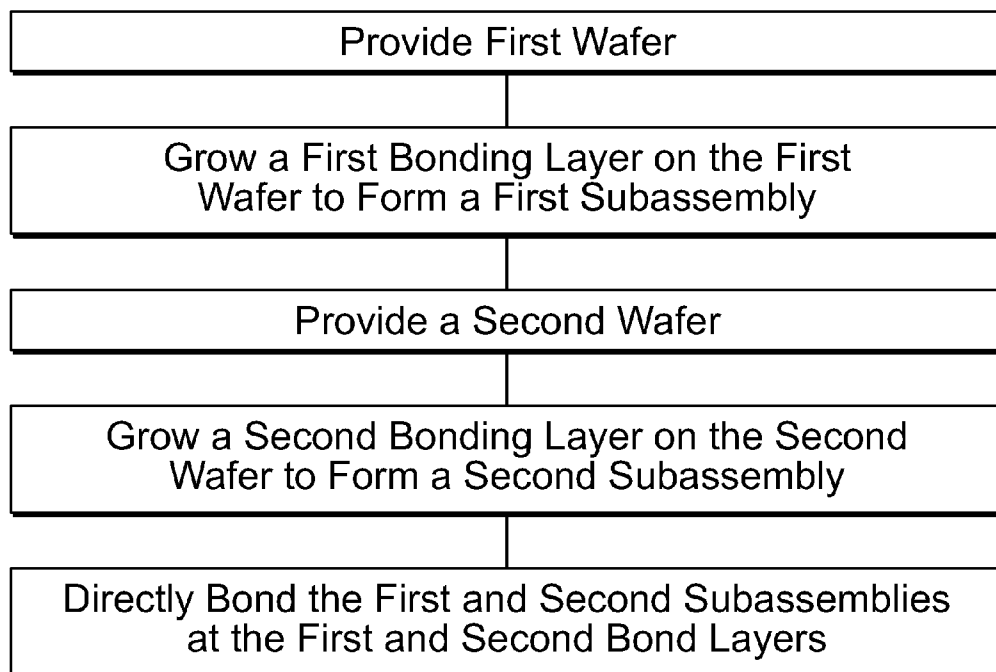 Provide First Wafer
Grow a First Bonding Layer on the First
Wafer to Form a First Subassembly
Provide a Second Wafer
Grow a Second Bonding Layer on the Second
Wafer to Form a Second Subassembly
Directly Bond the First and Second Subassemblies
at the First and Second Bond Layers